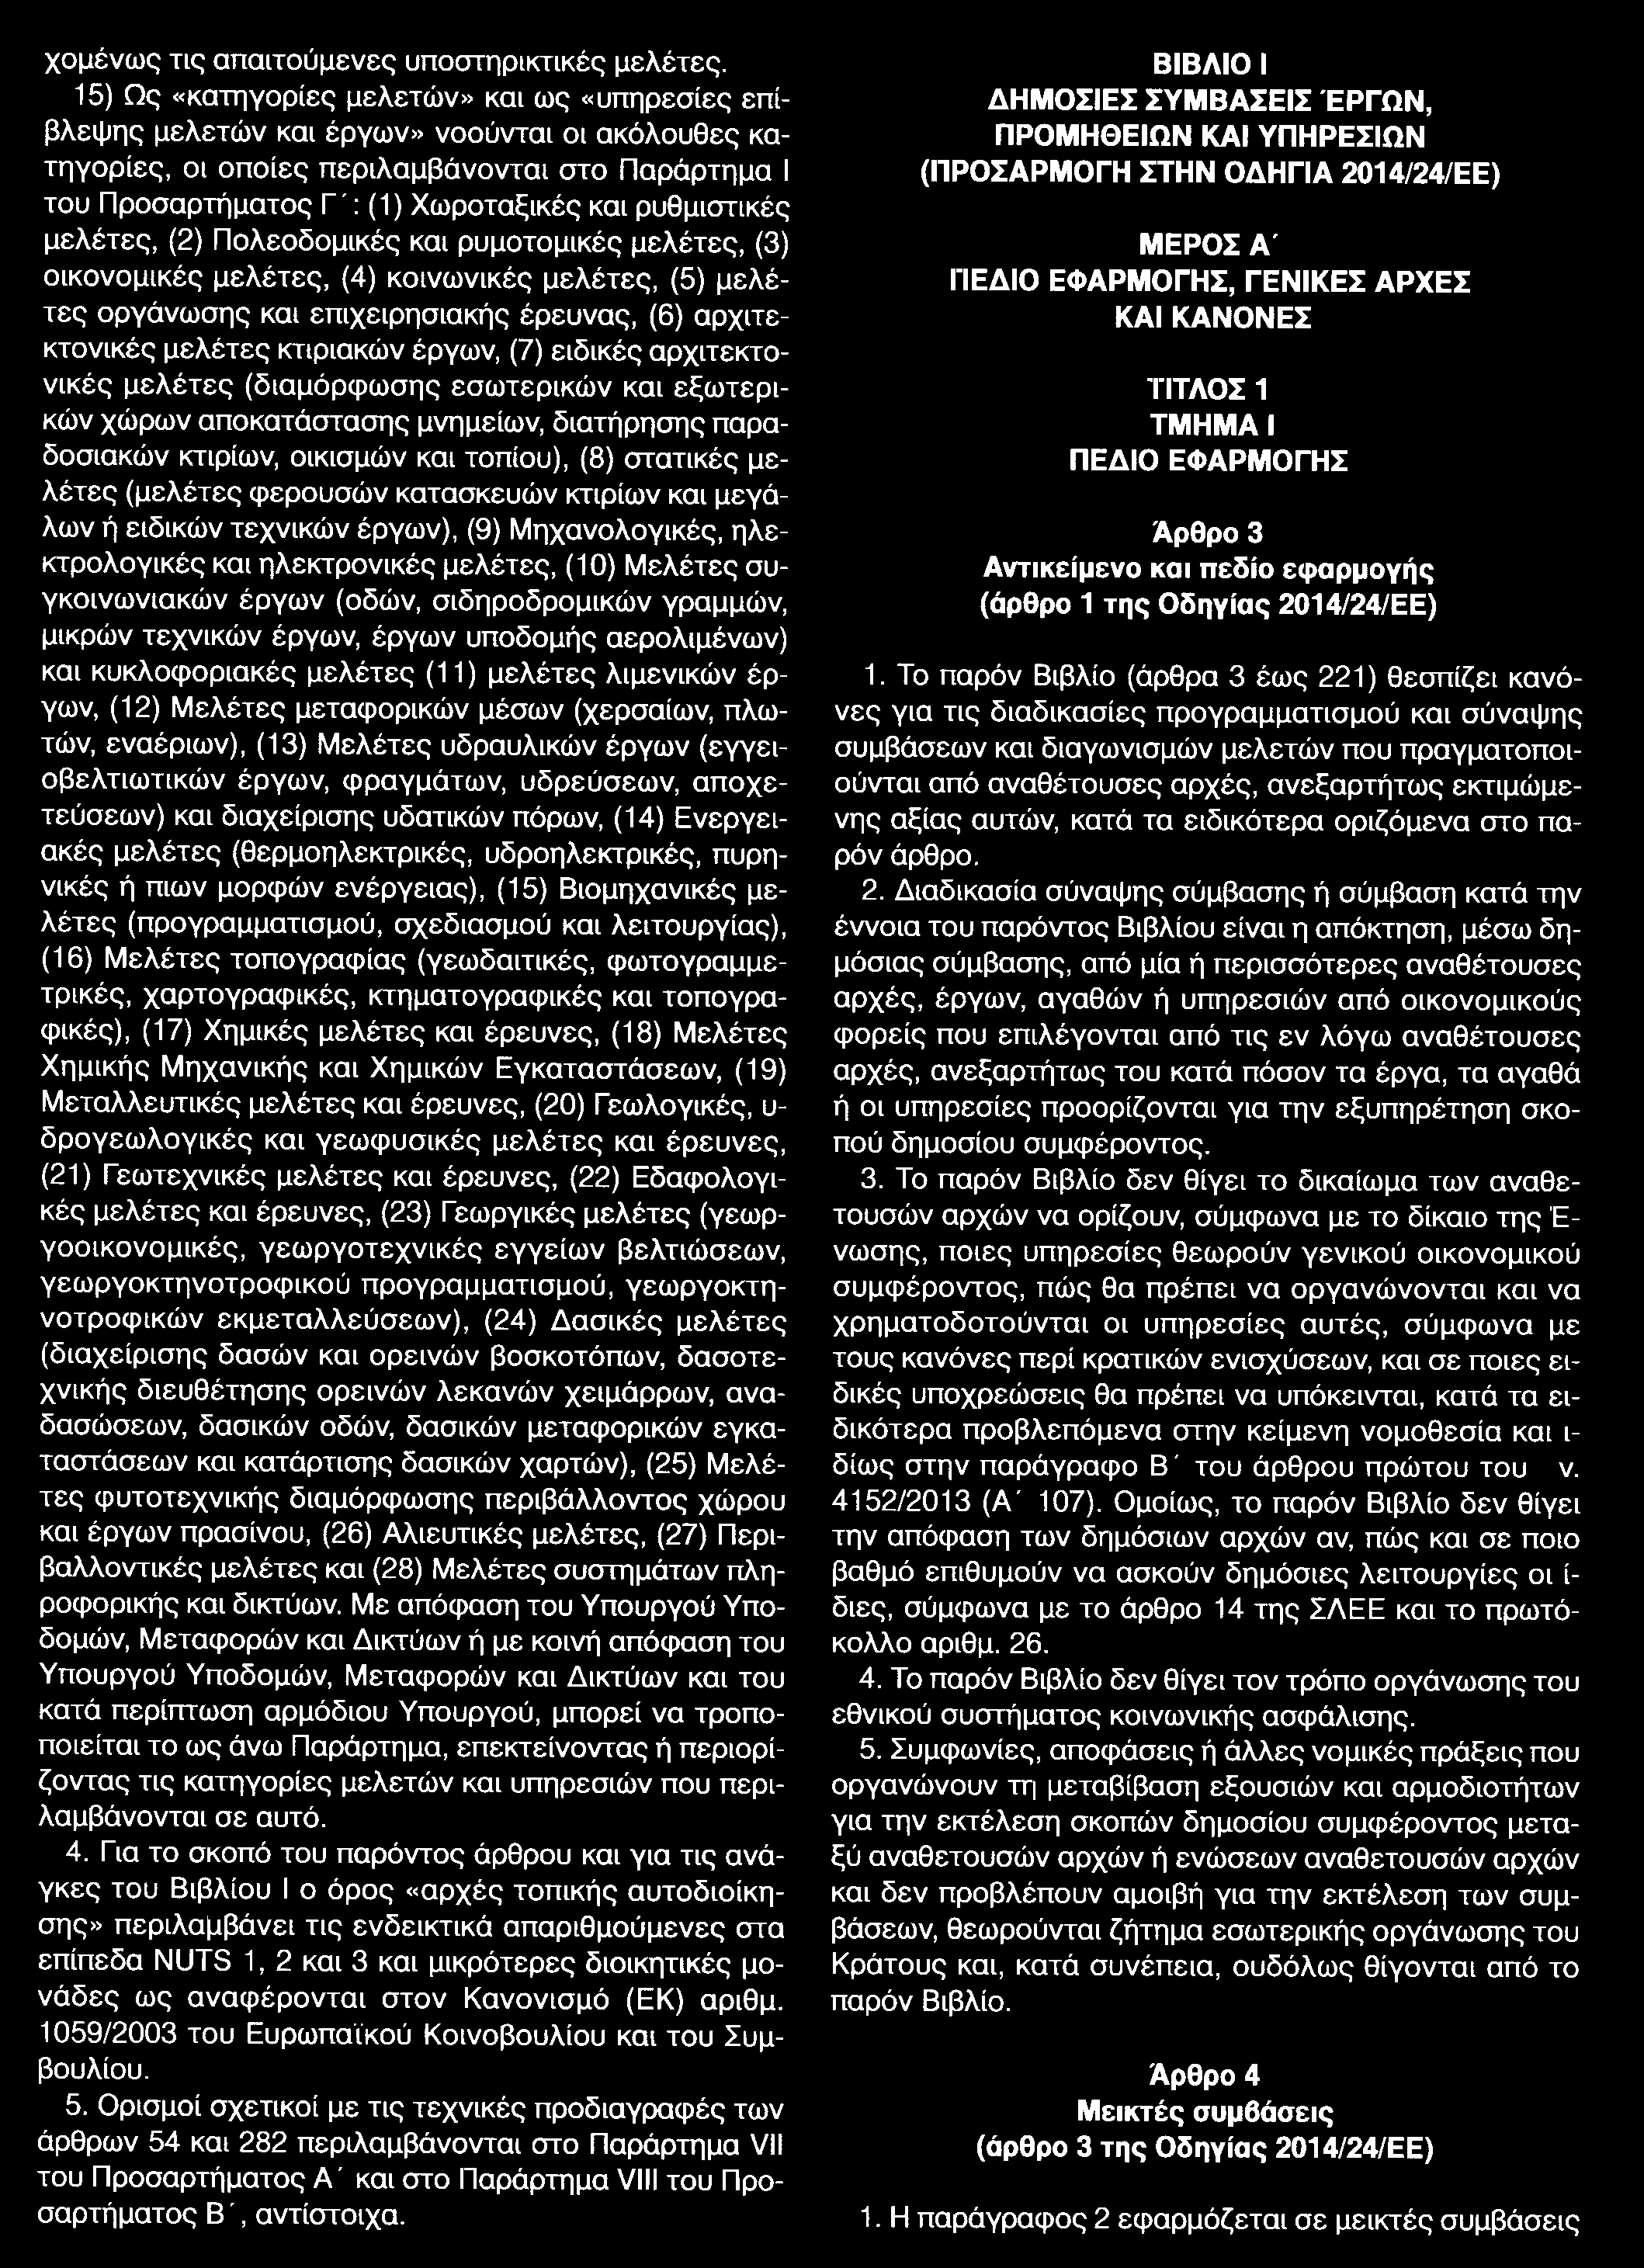 χομένως τις απαιτούμενες υποστηρικτικές μελέτες.
15) Ως «κατηγορίες μελετών» και ως «υπηρεσίες επί-
βλεψης μελετών και έργων» νοούνται οι ακόλουθες κα-
τηγορίες, οι οποίες περιλαμβάνονται στο Παράρτημα Ι
του Προσαρτήματος Γ΄: (1) Χωροταξικές και ρυθμιστικές
μελέτες, (2) Πολεοδομικές και ρυμοτομικές μελέτες, (3)
οικονομικές μελέτες, (4) κοινωνικές μελέτες, (5) μελέ-
τες οργάνωσης και επιχειρησιακής έρευνας, (6) αρχιτε-
κτονικές μελέτες κτιριακών έργων, (7) ειδικές αρχιτεκτο-
νικές μελέτες (διαμόρφωσης εσωτερικών και εξωτερι-
κών χώρων αποκατάστασης μνημείων, διατήρησης παρα-
δοσιακών κτιρίων, οικισμών και τοπίου), (8) στατικές με-
λέτες (μελέτες φερουσών κατασκευών κτιρίων και μεγά-
λων ή ειδικών τεχνικών έργων), (9) Μηχανολογικές, ηλε-
κτρολογικές και ηλεκτρονικές μελέτες, (10) Μελέτες συ-
γκοινωνιακών έργων (οδών, σιδηροδρομικών γραμμών,
μικρών τεχνικών έργων, έργων υποδομής αερολιμένων)
και κυκλοφοριακές μελέτες (11) μελέτες λιμενικών έρ-
γων, (12) Μελέτες μεταφορικών μέσων (χερσαίων, πλω-
τών, εναέριων), (13) Μελέτες υδραυλικών έργων (εγγει-
οβελτιωτικών έργων, φραγμάτων, υδρεύσεων, αποχε-
τεύσεων) και διαχείρισης υδατικών πόρων, (14) Ενεργει-
ακές μελέτες (θερμοηλεκτρικές, υδροηλεκτρικές, πυρη-
νικές ή πιων μορφών ενέργειας), (15) Βιομηχανικές με-
λέτες (προγραμματισμού, σχεδιασμού και λειτουργίας),
(16) Μελέτες τοπογραφίας (γεωδαιτικές, φωτογραμμε-
τρικές, χαρτογραφικές, κτηματογραφικές και τοπογρα-
φικές), (17) Χημικές μελέτες και έρευνες, (18) Μελέτες
Χημικής Μηχανικής και Χημικών Εγκαταστάσεων, (19)
Μεταλλευτικές μελέτες και έρευνες, (20) Γεωλογικές, υ-
δρογεωλογικές και γεωφυσικές μελέτες και έρευνες,
(21) Γεωτεχνικές μελέτες και έρευνες, (22) Εδαφολογι-
κές μελέτες και έρευνες, (23) Γεωργικές μελέτες (γεωρ-
γοοικονομικές, γεωργοτεχνικές εγγείων βελτιώσεων,
γεωργοκτηνοτροφικού προγραμματισμού, γεωργοκτη-
νοτροφικών εκμεταλλεύσεων), (24) Δασικές μελέτες
(διαχείρισης δασών και ορεινών βοσκοτόπων, δασοτε-
χνικής διευθέτησης ορεινών λεκανών χειμάρρων, ανα-
δασώσεων, δασικών οδών, δασικών μεταφορικών εγκα-
ταστάσεων και κατάρτισης δασικών χαρτών), (25) Μελέ-
τες φυτοτεχνικής διαμόρφωσης περιβάλλοντος χώρου
και έργων πρασίνου, (26) Αλιευτικές μελέτες, (27) Περι-
βαλλοντικές μελέτες και (28) Μελέτες συστημάτων πλη-
ροφορικής και δικτύων. Με απόφαση του Υπουργού Υπο-
δομών, Μεταφορών και Δικτύων ή με κοινή απόφαση του
Υπουργού Υποδομών, Μεταφορών και Δικτύων και του
κατά περίπτωση αρμόδιου Υπουργού, μπορεί να τροπο-
ποιείται το ως άνω Παράρτημα, επεκτείνοντας ή περιορί-
ζοντας τις κατηγορίες μελετών και υπηρεσιών που περι-
λαμβάνονται σε αυτό.
4. Για το σκοπό του παρόντος άρθρου και για τις ανά-
γκες του Βιβλίου Ι ο όρος «αρχές τοπικής αυτοδιοίκη-
σης» περιλαμβάνει τις ενδεικτικά απαριθμούμενες στα
επίπεδα NUTS 1, 2 και 3 και μικρότερες διοικητικές μο-
νάδες ως αναφέρονται στον Κανονισμό (ΕΚ) αριθμ.
1059/2003 του Ευρωπαϊκού Κοινοβουλίου και του Συμ-
βουλίου.
5. Ορισμοί σχετικοί με τις τεχνικές προδιαγραφές των
άρθρων 54 και 282 περιλαμβάνονται στο Παράρτημα VII
του Προσαρτήματος Α΄ και στο Παράρτημα VIII του Προ-
σαρτήματος Β΄, αντίστοιχα.
ΒΙΒΛΙΟ Ι
ΔΗΜΟΣΙΕΣ ΣΥΜΒΑΣΕΙΣ ΈΡΓΩΝ,
ΠΡΟΜΗΘΕΙΩΝ ΚΑΙ ΥΠΗΡΕΣΙΩΝ
(ΠΡΟΣΑΡΜΟΓΗ ΣΤΗΝ ΟΔΗΓΙΑ 2014/24/ΕΕ)
ΜΕΡΟΣ Α΄
ΠΕΔΙΟ ΕΦΑΡΜΟΓΗΣ, ΓΕΝΙΚΕΣ ΑΡΧΕΣ
ΚΑΙ ΚΑΝΟΝΕΣ
ΤΙΤΛΟΣ 1
ΤΜΗΜΑ Ι
ΠΕΔΙΟ ΕΦΑΡΜΟΓΗΣ
Άρθρο 3
Αντικείμενο και πεδίο εφαρμογής
(άρθρο 1 της Οδηγίας 2014/24/ΕΕ)
1. Το παρόν Βιβλίο (άρθρα 3 έως 221) θεσπίζει κανό-
νες για τις διαδικασίες προγραμματισμού και σύναψης
συμβάσεων και διαγωνισμών μελετών που πραγματοποι-
ούνται από αναθέτουσες αρχές, ανεξαρτήτως εκτιμώμε-
νης αξίας αυτών, κατά τα ειδικότερα οριζόμενα στο πα-
ρόν άρθρο.
2. Διαδικασία σύναψης σύμβασης ή σύμβαση κατά την
έννοια του παρόντος Βιβλίου είναι η απόκτηση, μέσω δη-
μόσιας σύμβασης, από μία ή περισσότερες αναθέτουσες
αρχές, έργων, αγαθών ή υπηρεσιών από οικονομικούς
φορείς που επιλέγονται από τις εν λόγω αναθέτουσες
αρχές, ανεξαρτήτως του κατά πόσον τα έργα, τα αγαθά
ή οι υπηρεσίες προορίζονται για την εξυπηρέτηση σκο-
πού δημοσίου συμφέροντος.
3. Το παρόν Βιβλίο δεν θίγει το δικαίωμα των αναθε-
τουσών αρχών να ορίζουν, σύμφωνα με το δίκαιο της Έ-
νωσης, ποιες υπηρεσίες θεωρούν γενικού οικονομικού
συμφέροντος, πώς θα πρέπει να οργανώνονται και να
χρηματοδοτούνται οι υπηρεσίες αυτές, σύμφωνα με
τους κανόνες περί κρατικών ενισχύσεων, και σε ποιες ει-
δικές υποχρεώσεις θα πρέπει να υπόκεινται, κατά τα ει-
δικότερα προβλεπόμενα στην κείμενη νομοθεσία και ι-
δίως στην παράγραφο Β΄ του άρθρου πρώτου του ν.
4152/2013 (Α΄ 107). Ομοίως, το παρόν Βιβλίο δεν θίγει
την απόφαση των δημόσιων αρχών αν, πώς και σε ποιο
βαθμό επιθυμούν να ασκούν δημόσιες λειτουργίες οι ί-
διες, σύμφωνα με το άρθρο 14 της ΣΛΕΕ και το πρωτό-
κολλο αριθμ. 26.
4. Το παρόν Βιβλίο δεν θίγει τον τρόπο οργάνωσης του
εθνικού συστήματος κοινωνικής ασφάλισης.
5. Συμφωνίες, αποφάσεις ή άλλες νομικές πράξεις που
οργανώνουν τη μεταβίβαση εξουσιών και αρμοδιοτήτων
για την εκτέλεση σκοπών δημοσίου συμφέροντος μετα-
ξύ αναθετουσών αρχών ή ενώσεων αναθετουσών αρχών
και δεν προβλέπουν αμοιβή για την εκτέλεση των συμ-
βάσεων, θεωρούνται ζήτημα εσωτερικής οργάνωσης του
Κράτους και, κατά συνέπεια, ουδόλως θίγονται από το
παρόν Βιβλίο.
Άρθρο 4
Μεικτές συμβάσεις
(άρθρο 3 της Οδηγίας 2014/24/ΕΕ)
1. Η παράγραφος 2 εφαρμόζεται σε μεικτές συμβάσεις